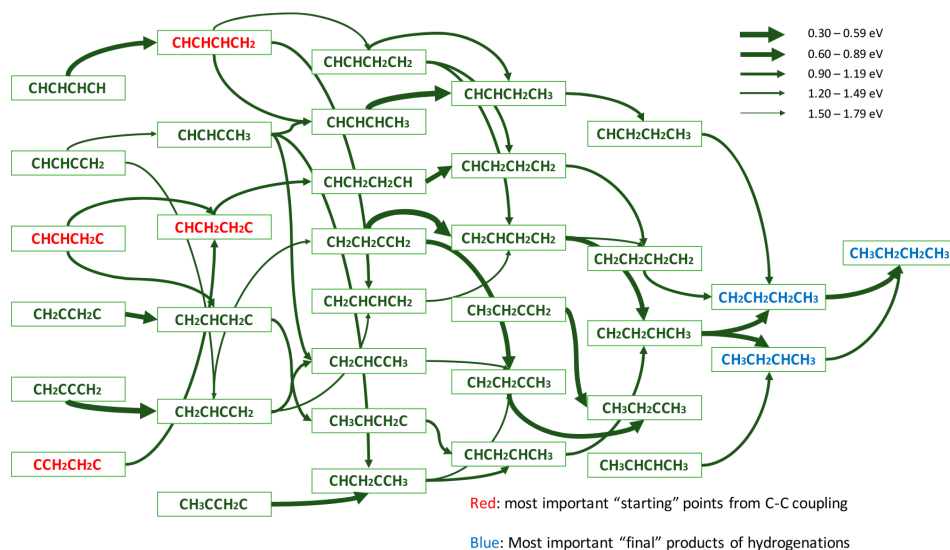 CHCHCHCH
CHCHCCH2
CHCHCH2C
CH2CCH2C
CH2CCCH2
CCH2CH2C
CHCHCHCH2
CHCHCCH3
CHCH2CH2C
CH2CHCH2C
CH2CHCCH2
CH3CCH2C
CHCHCH2CH2
CHCHCHCH3
CHCH2CH2CH
CH2CH2CCH2
CH2CHCHCH2
CH2CHCCH3
CH3CHCH2C
CHCH2CCH3
CHCHCH2CH3
CHCH2CH2CH2
CH2CHCH2CH2
CH3CH2CCH2
CH2CH2CCH3
CHCH2CHCH3
CHCH2CH2CH3
CH2CH2CH2CH2
CH2CH2CHCH3
CH3CH2CCH3
CH3CHCHCH3
CH2CH2CH2CH3
CH3CH2CHCH3
CH3CH2CH2CH3
0.30 – 0.59 eV
0.60 – 0.89 eV
0.90 – 1.19 eV
1.20 – 1.49 eV
1.50 – 1.79 eV
Red: most important “starting” points from C-C coupling
Blue: Most important “final” products of hydrogenations